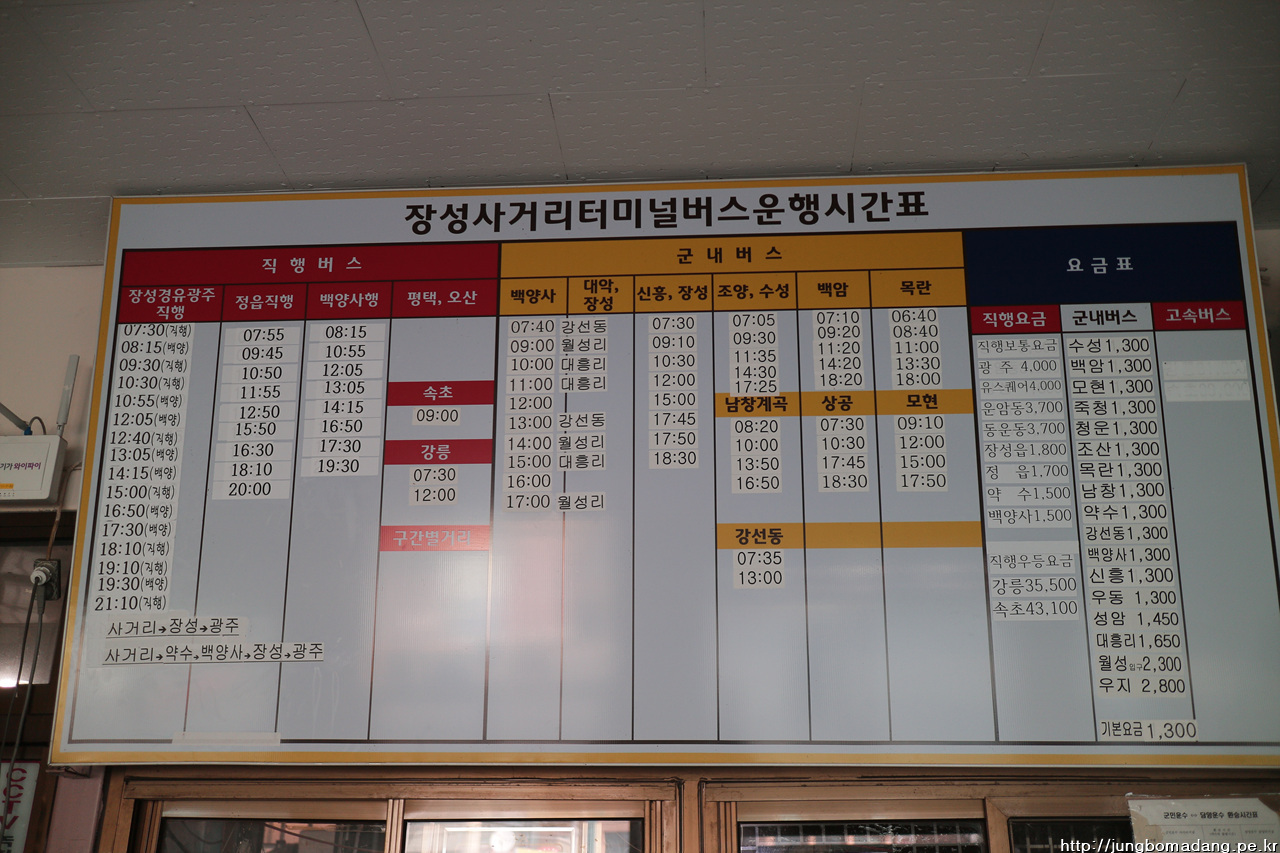 장성사거리터미널버스운행시간표
직행버스
장성경유광주
직행
07:30(직행)
08:15(백양)
09:30(직행)
10:30(직행)
10:55(백양)
12:05(백양)
12:40(직행)
13:05(백양)
14:15(백양)
15:00(직행)
16:50(백양)
17:30(백양)
18:10(직행)
19:10(직행)
19:30(백양)
21:10(직행)
사거리→장성→광주
사거리→약수→백양사→장성→광주
정읍직행
07:55
09:45
10:50
11:55
12:50
15:50
16:30
18:10
20:00
백양사행
08:15
10:55
12:05
13:05
14:15
16:50
17:30
19:30
평택, 오산
속초
09:00
강릉
07:30
12:00
구간별거리
군내버스
백양사 대악,
장성
07:40 강선동
09:00 월성리
10:00 대흥리
11:00 대흥리
12:00
13:00 강선동
14:00 월성리
15:00 대흥리
16:00
17:00 월성리
신흥, 장성
07:30
09:10
10:30
12:00
15:00
17:45
17:50
18:30
조양, 수성
07:05
09:30
11:35
14:30
17:25
남창계곡
08:20
10:00
13:50
16:50
강선동
07:35
13:00
백암
07:10
09:20
11:20
14:20
18:20
상공
07:30
10:30
17:45
18:30
목란
06:40
08:40
11:00
13:30
18:00
모현
09:10
12:00
15:00
17:50
요금표
직행요금
직행보통요금
광 주 4,000
유스퀘어4,000
운암동3,700
동운동3,700
장성읍1.800
정 읍1.700
약 수1.500
백양사1.500
직행우등요금
강릉35,500
속초43,100
군내버스
수성1,300
백암1,300
모현1,300
죽청1,300
청운1,300
조산1,300
목란1,300
남창1,300
약수1,300
강선동1,300
백양사1,300
신흥1,300
우동 1,300
성암 1,450
대흥리1,650
월성입구2,300
우지 2,800
기본요금1,300
고속버스
CCTV
http://jungbomadang.pe.kr